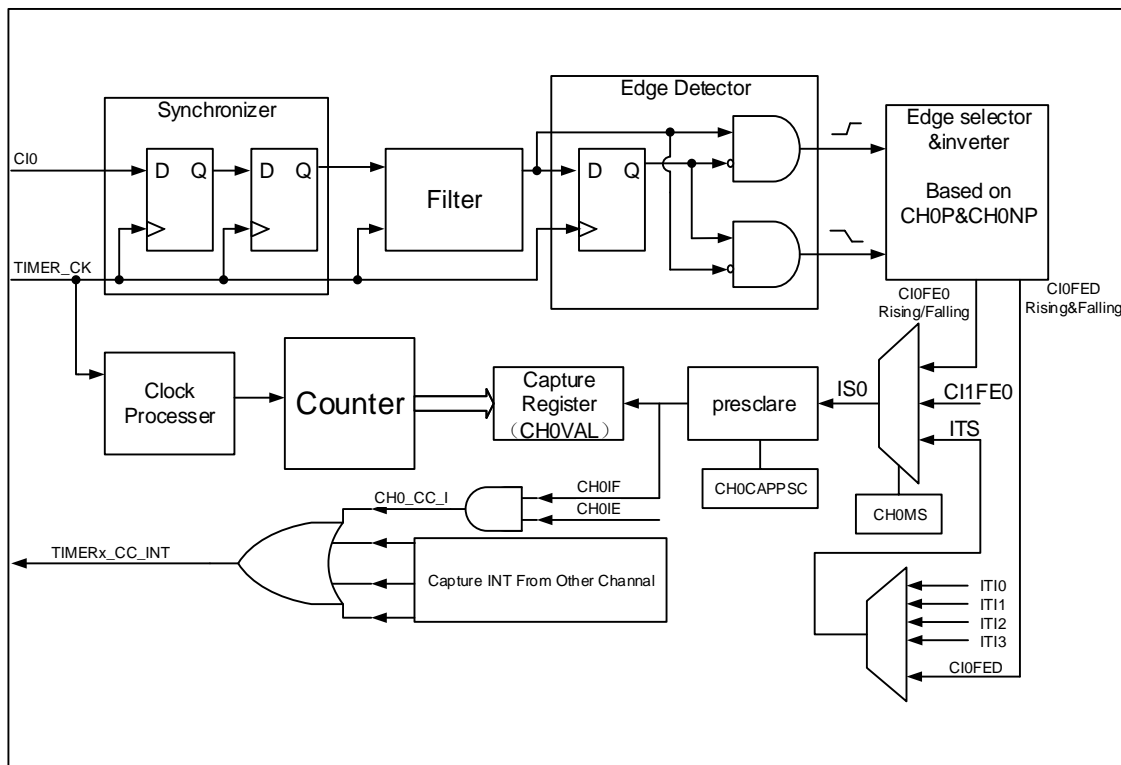 Edge Detector
Synchronizer
Edge selector
&inverter
Based on
CH0P&CH0NP
CI0
D Q
D Q
Filter
D Q
TIMER_CK
CI0FE0
Rising/Falling
CI0FED
Rising&Falling
Clock
Processer
Counter
Capture
Register
（CH0VAL）
presclare
IS0
CI1FE0
ITS
CH0CAPPSC
CH0MS
CH0_CC_I
CH0IF
CH0IE
TIMERx_CC_INT
Capture INT From Other Channal
ITI0
ITI1
ITI2
ITI3
CI0FED